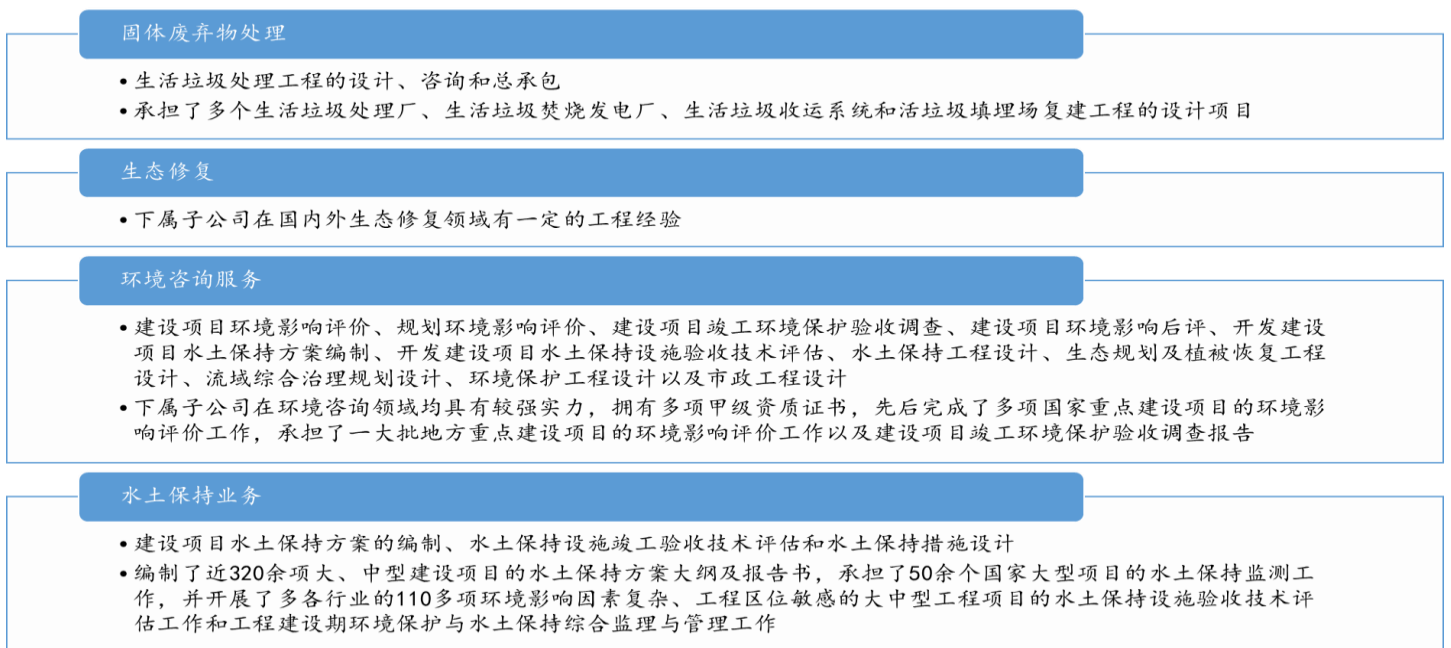 固体废弃物处理
•生活垃圾处理工程的设计、咨询和总承包
•承担了多个生活垃圾处理厂、生活垃圾焚烧发电厂、生活垃圾收运系统和活垃圾填埋场复建工程的设计项目
生态修复
•下属子公司在国内外生态修复领域有一定的工程经验
环境咨询服务
•建设项目环境影响评价、规划环境影响评价、建设项目竣工环境保护验收调查、建设项目环境影响后评、开发建设
项目水土保持方案编制、开发建设项目水土保持设施验收技术评估、水土保持工程设计、生态规划及植被恢复工程
设计、流域综合治理规划设计、环境保护工程设计以及市政工程设计
•下属子公司在环境咨询领域均具有较强实力，拥有多项甲级资质证书，先后完成了多项国家重点建设项目的环境影
响评价工作，承担了一大批地方重点建设项目的环境影响评价工作以及建设项目竣工环境保护验收调查报告
水土保持业务
•建设项目水土保持方案的编制、水土保持设施竣工验收技术评估和水土保持措施设计
•编制了近320余项大、中型建设项目的水土保持方案大纲及报告书，承担了50余个国家大型项目的水土保持监测工
作，并开展了多各行业的110多项环境影响因素复杂、工程区位敏感的大中型工程项目的水土保持设施验收技术评
估工作和工程建设期环境保护与水土保持综合监理与管理工作